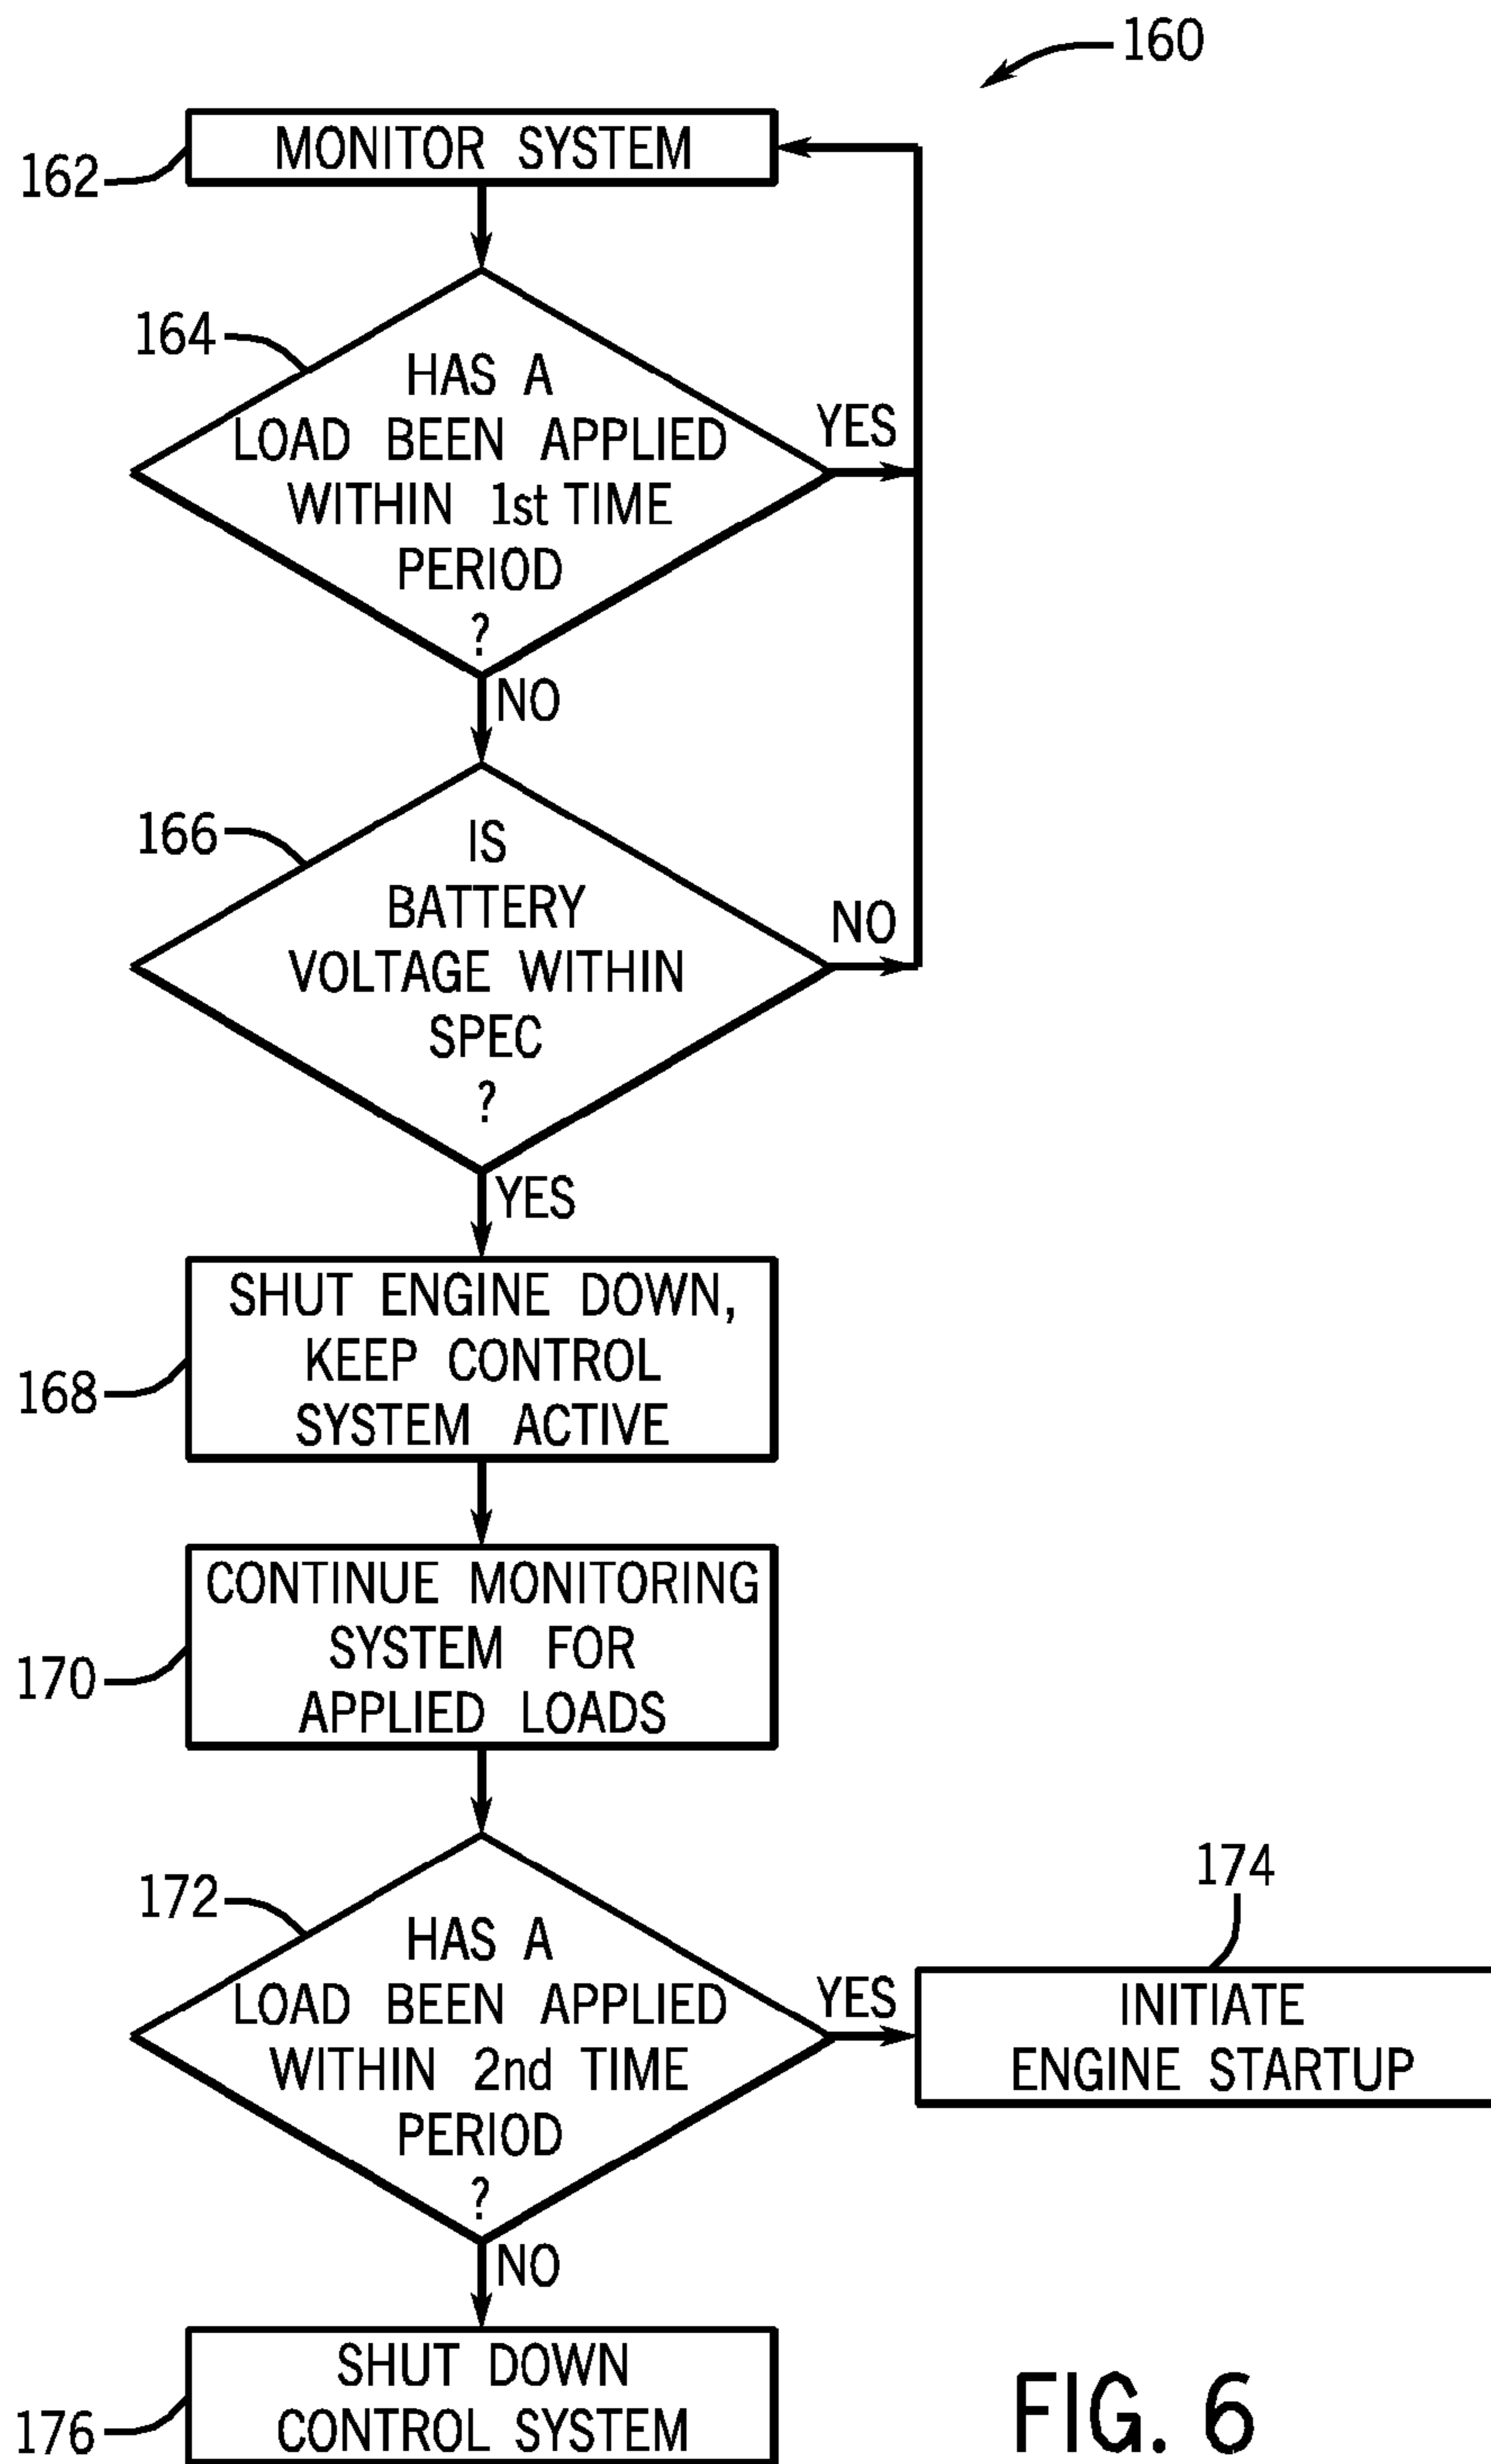 160
162
MONITOR SYSTEM
164
HAS A
LOAD BEEN APPLIED
WITHIN 1st TIME
PERIOD
?
YES
NO
166
IS
BATTERY
VOLTAGE WITHIN
SPEC
?
NO
YES
168
SHUT ENGINE DOWN,
KEEP CONTROL
SYSTEM ACTIVE
170
CONTINUE MONITORING
SYSTEM FOR
APPLIED LOADS
172
HAS A
LOAD BEEN APPLIED
WITHIN 2nd TIME
PERIOD
?
YES
174
INITIATE
ENGINE STARTUP
NO
176
SHUT DOWN
CONTROL SYSTEM
FIG. 6